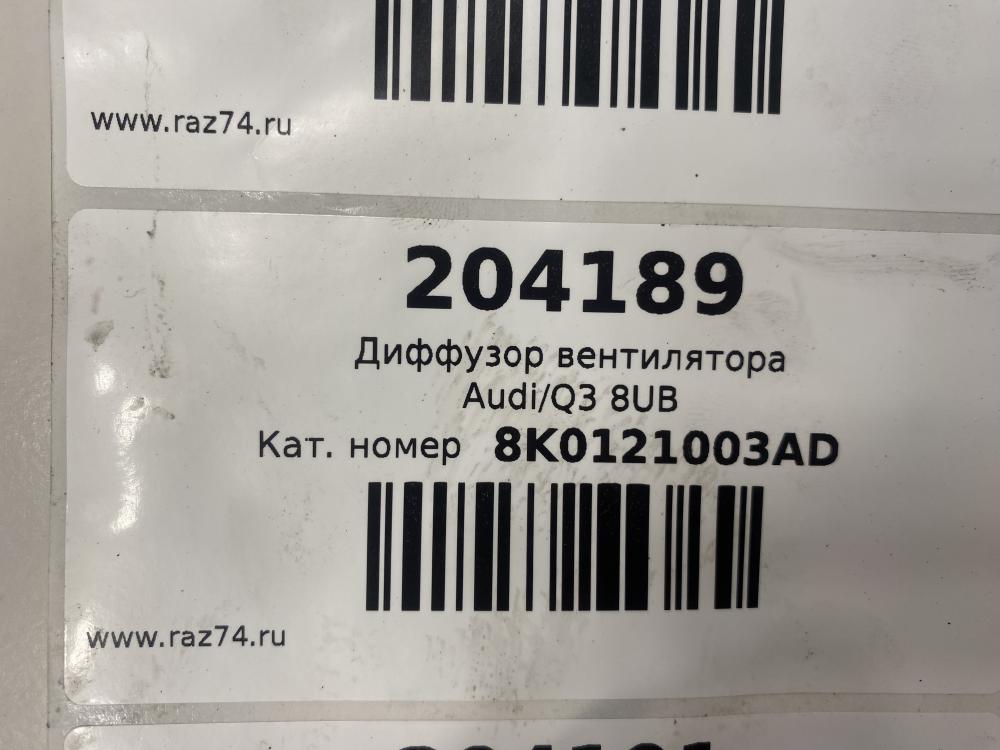 www.raz74.ru
204189
Диффузор вентилятора
Audi/Q3 8UB
Кат. номер 8K0121003AD
www.raz74.ru